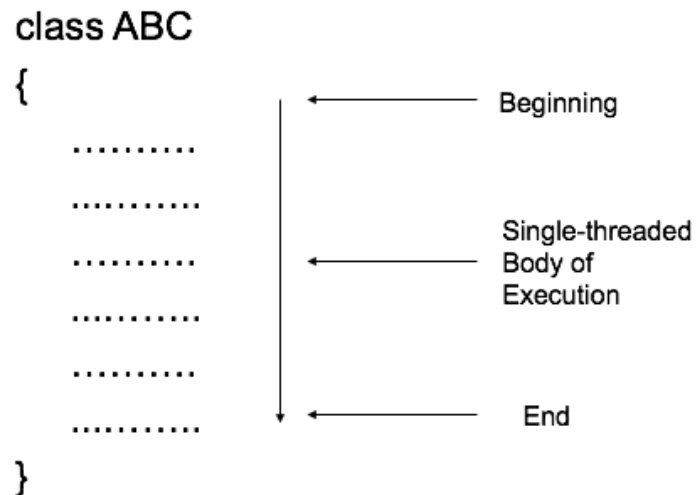 class ABC
{
Beginning
..........
...........
Single-threaded
Body of
Execution
..........
...........
..........
End
...........
}